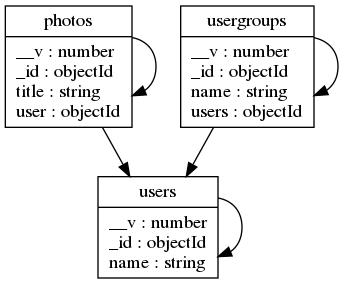 photos
__v : number
_id : objectId
title : string
user : objectId
usergroups
__v : number
_id : objectId
name : string
users : objectId
users
__v : number
_id : objectId
name : string